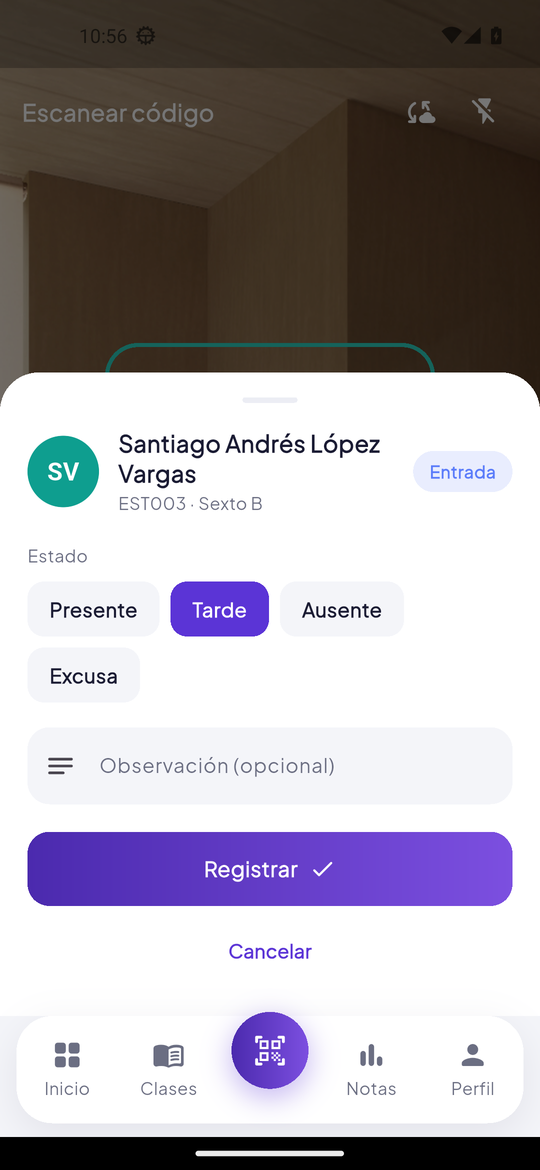 10:56
Escanear código
SV
Santiago Andrés López
Vargas
Entrada
EST003 · Sexto B
Estado
Presente
Tarde
Ausente
Excusa
Observación (opcional)
Registrar
Cancelar
Inicio
Clases
Notas
Perfil